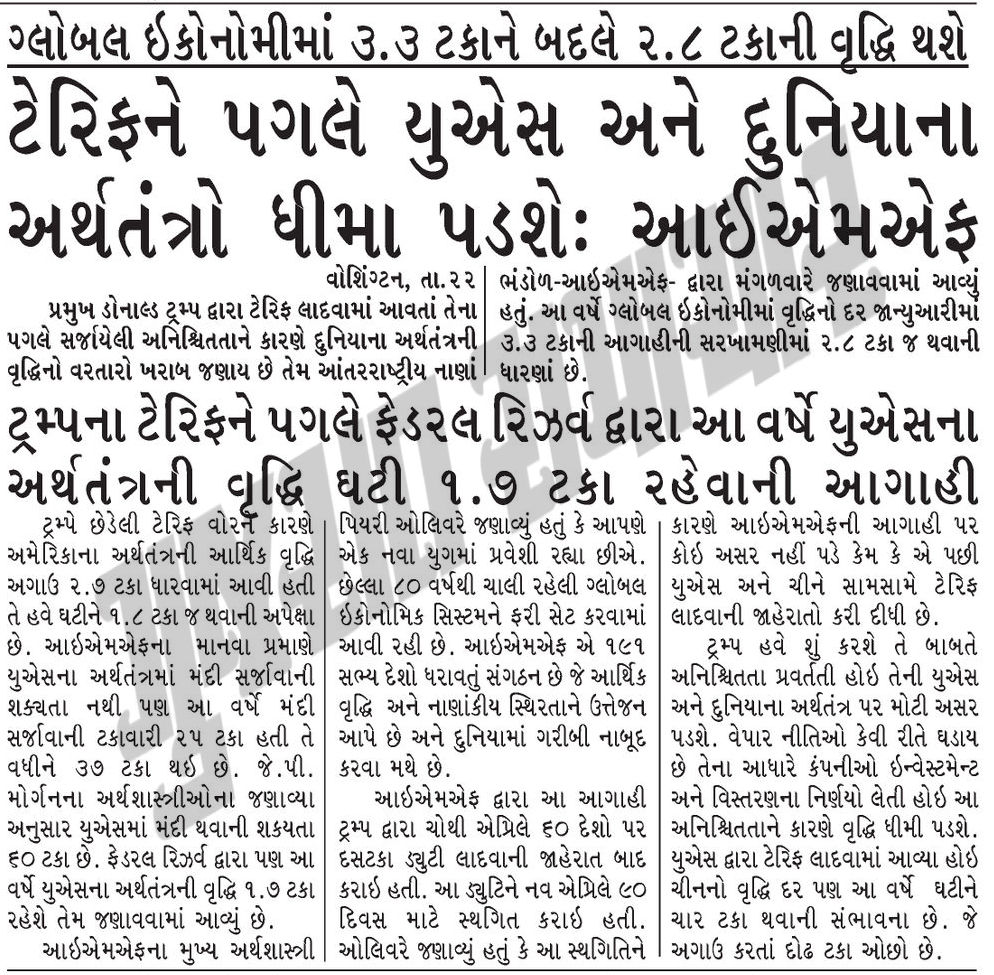 ગ્લોબલ ઇકોનોમીમાં ૩.૩ ટકાને બદલે ૨.૮ ટકાની વૃદ્ધિ થશે
ટેરિફને પગલે યુએસ અને દુનિયાના
અર્થતંત્રો ધીમા પડશેઃ આઈએમએફ
વોશિંગ્ટન, તા.૨૨
પ્રમુખ ડોનાલ્ડ ટ્રમ્પ દ્વારા ટેરિફ લાદવામાં આવતાં તેના
પગલે સર્જાયેલી અનિશ્ચિતતાને કારણે દુનિયાના અર્થતંત્રની
વૃદ્ધિનો વરતારો ખરાબ જણાય છે તેમ આંતરરાષ્ટ્રીય નાણાં
ભંડોળ-આઇએમએફ- દ્વારા મંગળવારે જણાવવામાં આવ્યું
હતું. આ વર્ષે ગ્લોબલ ઇકોનોમીમાં વૃદ્ધિનો દર જાન્યુઆરીમાં
૩.૩ ટકાની આગાહીની સરખામણીમાં ૨.૮ ટકા જ થવાની
ધારણાં છે.
ટ્રમ્પના ટેરિફને પગલે ફેડરલ રિઝર્વ દ્વારા આ વર્ષે યુએસના
અર્થતંત્રની વૃદ્ધિ ઘટી ૧.૭ ટકા રહેવાની આગાહી
ટ્રમ્પે છેડેલી ટેરિફ વોરને કારણે
અમેરિકાના અર્થતંત્રની આર્થિક વૃદ્ધિ
અગાઉ ૨.૭ ટકા ધારવામાં આવી હતી
તે હવે ઘટીને ૧.૮ ટકા જ થવાની અપેક્ષા
છે. આઇએમએફના માનવા પ્રમાણે
યુએસના અર્થતંત્રમાં મંદી સર્જાવાની
શક્યતા નથી પણ આ વર્ષે મંદી
સર્જાવાની ટકાવારી ૨૫ ટકા હતી તે
વધીને ૩૭ ટકા થઇ છે. જે.પી.
મોર્ગનના અર્થશાસ્ત્રીઓના જણાવ્યા
અનુસાર યુએસમાં મંદી થવાની શકયતા
૬૦ ટકા છે. ફેડરલ રિઝર્વ દ્વારા પણ આ
વર્ષે યુએસના અર્થતંત્રની વૃદ્ધિ ૧.૭ ટકા
રહેશે તેમ જણાવવામાં આવ્યું છે.
આઇએમએફના મુખ્ય અર્થશાસ્ત્રી
પિયરી ઓલિવરે જણાવ્યું હતું કે આપણે
એક નવા યુગમાં પ્રવેશી રહ્યા છીએ.
છેલ્લા ૮૦ વર્ષથી ચાલી રહેલી ગ્લોબલ
ઇકોનોમિક સિસ્ટમને ફરી સેટ કરવામાં
આવી રહી છે. આઇએમએફ એ ૧૯૧
સભ્ય દેશો ધરાવતું સંગઠન છે જે આર્થિક
વૃદ્ધિ અને નાણાંકીય સ્થિરતાને ઉત્તેજન
આપે છે અને દુનિયામાં ગરીબી નાબૂદ
કરવા મથે છે.
આઇએમએફ દ્વારા આ આગાહી
ટ્રમ્પ દ્વારા ચોથી એપ્રિલે ૬૦ દેશો પર
દસટકા ડ્યુટી લાદવાની જાહેરાત બાદ
કરાઇ હતી. આ ડ્યુટિને નવ એપ્રિલે ૯૦
દિવસ માટે સ્થગિત કરાઇ હતી.
ઓલિવરે જણાવ્યું હતું કે આ સ્થગિતિને
કારણે આઇએમએફની આગાહી પર
કોઇ અસર નહીં પડે કેમ કે એ પછી
યુએસ અને ચીને સામસામે ટેરિફ
લાદવાની જાહેરાતો કરી દીધી છે.
ટ્રમ્પ હવે શું કરશે તે બાબતે
અનિશ્ચિતતા પ્રવર્તતી હોઇ તેની યુએસ
અને દુનિયાના અર્થતંત્ર પર મોટી અસર
પડશે. વેપાર નીતિઓ કેવી રીતે ઘડાય
છે તેના આધારે કંપનીઓ ઇન્વેસ્ટમેન્ટ
અને વિસ્તરણના નિર્ણયો લેતી હોઇ આ
અનિશ્ચિતતાને કારણે વૃદ્ધિ ધીમી પડશે.
યુએસ દ્વારા ટેરિફ લાદવામાં આવ્યા હોઇ
ચીનનો વૃદ્ધિ દર પણ આ વર્ષે ઘટીને
ચાર ટકા થવાની સંભાવના છે. જે
અગાઉ કરતાં દોઢ ટકા ઓછો છે.
ગુજરાત સમાચાર